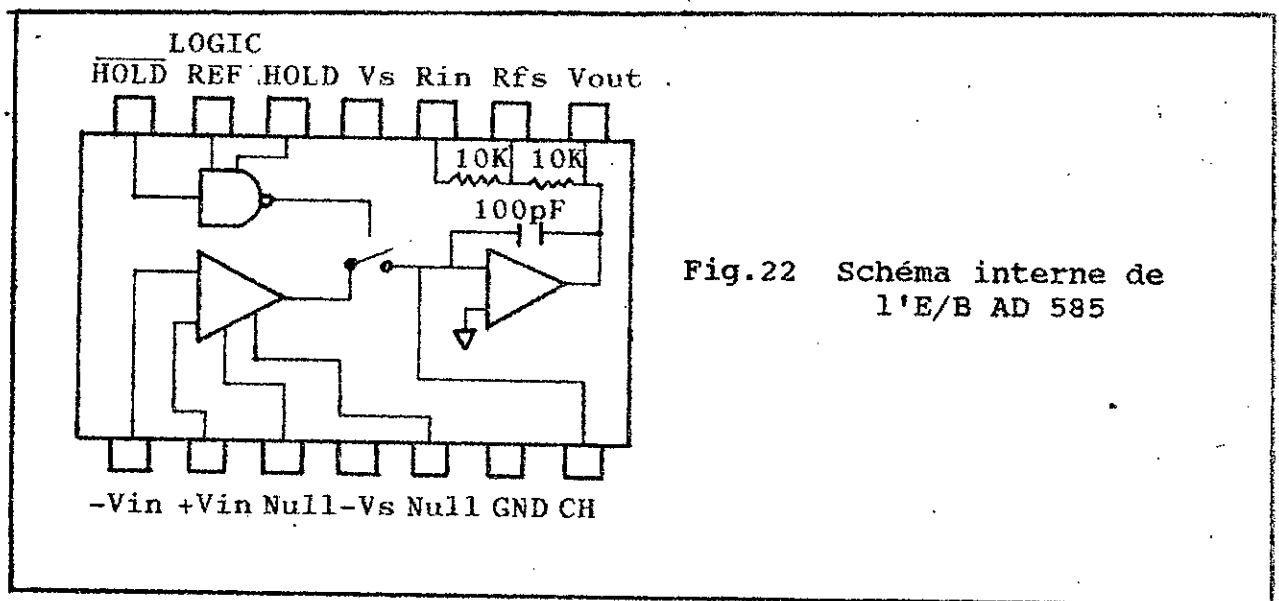 LOGIC
HOLD REF HOLD Vs Rin Rfs Vout
10K 10K
100pF
Fig.22 Schéma interne de
l'E/B AD 585
-Vin +Vin Null -Vs Null GND CH